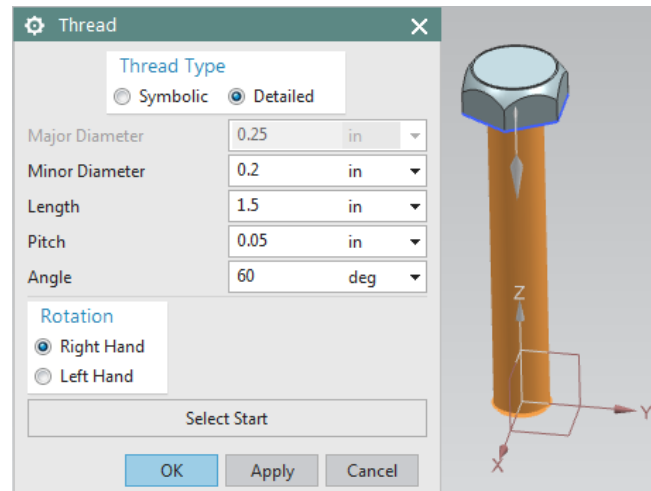 Thread
Thread Type
Symbolic Detailed
Major Diameter 0.25 in
Minor Diameter 0.2 in
Length 1.5 in
Pitch 0.05 in
Angle 60 deg
Rotation
Right Hand
Left Hand
Select Start
OK Apply Cancel
Z
Y
X